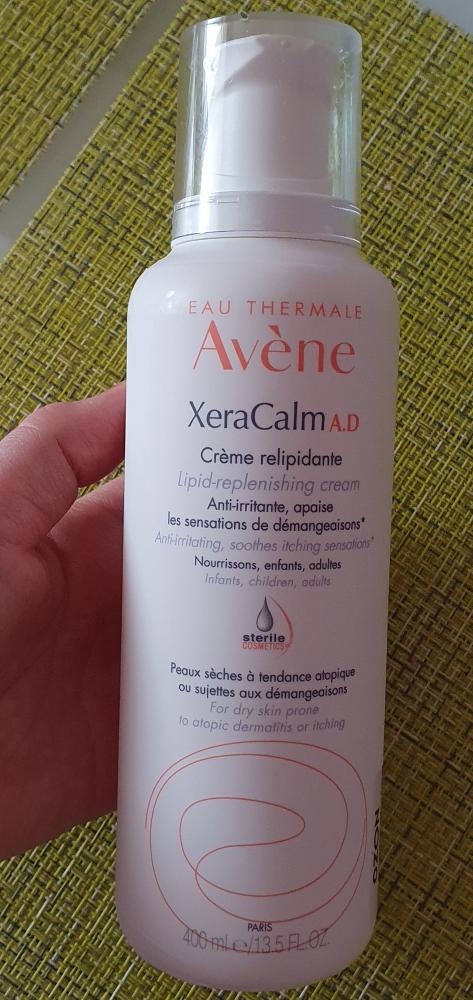 EAU THERMALE
Avène
XeraCalm A.D
Crème relipidante
Lipid-replenishing cream
Anti-irritante, apaise
les sensations de démangeaisons*
Anti-irritating, soothes itching sensations*
Nourrissons, enfants, adultes
Infants, children, adults
sterile
COSMETICS
Peaux sèches à tendance atopique
ou sujettes aux démangeaisons
For dry skin prone
to atopic dermatitis or itching
PARIS
400 ml e/13.5 FL.OZ.